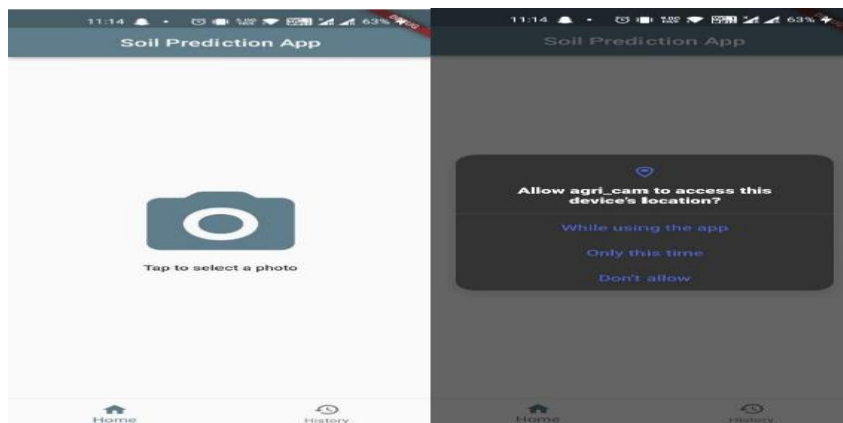 11:14
63%
Soil Prediction App
Tap to select a photo
Home
History
11:14
63%
Soil Prediction App
Allow agri_cam to access this
device's location?
While using the app
Only this time
Don't allow
Home
History